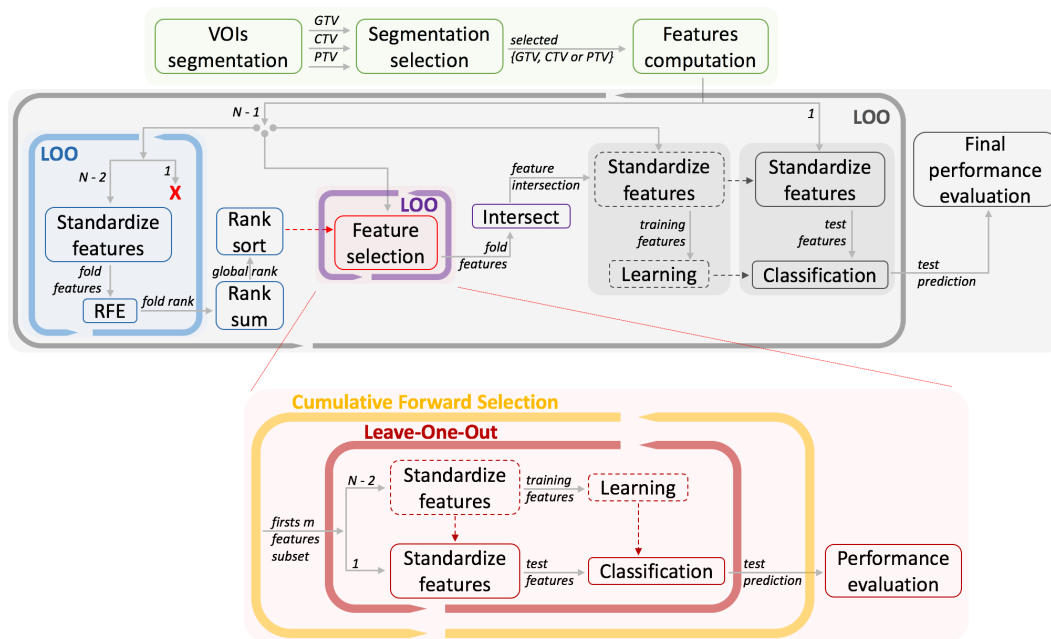 VOIs
segmentation
GTV
CTV
PTV
Segmentation
selection
selected
{GTV, CTV or PTV}
Features
computation
N - 1
1
LOO
LOO
N - 2
1
X
Standardize
features
fold
features
RFE
fold rank
Rank
sort
global rank
Rank
sum
LOO
Feature
selection
fold
features
Intersect
feature
intersection
Standardize
features
training
features
Learning
Standardize
features
test
features
Classification
test
prediction
Final
performance
evaluation
Cumulative Forward Selection
Leave-One-Out
firsts m
features
subset
N - 2
1
Standardize
features
training
features
Learning
Standardize
features
test
features
Classification
test
prediction
Performance
evaluation